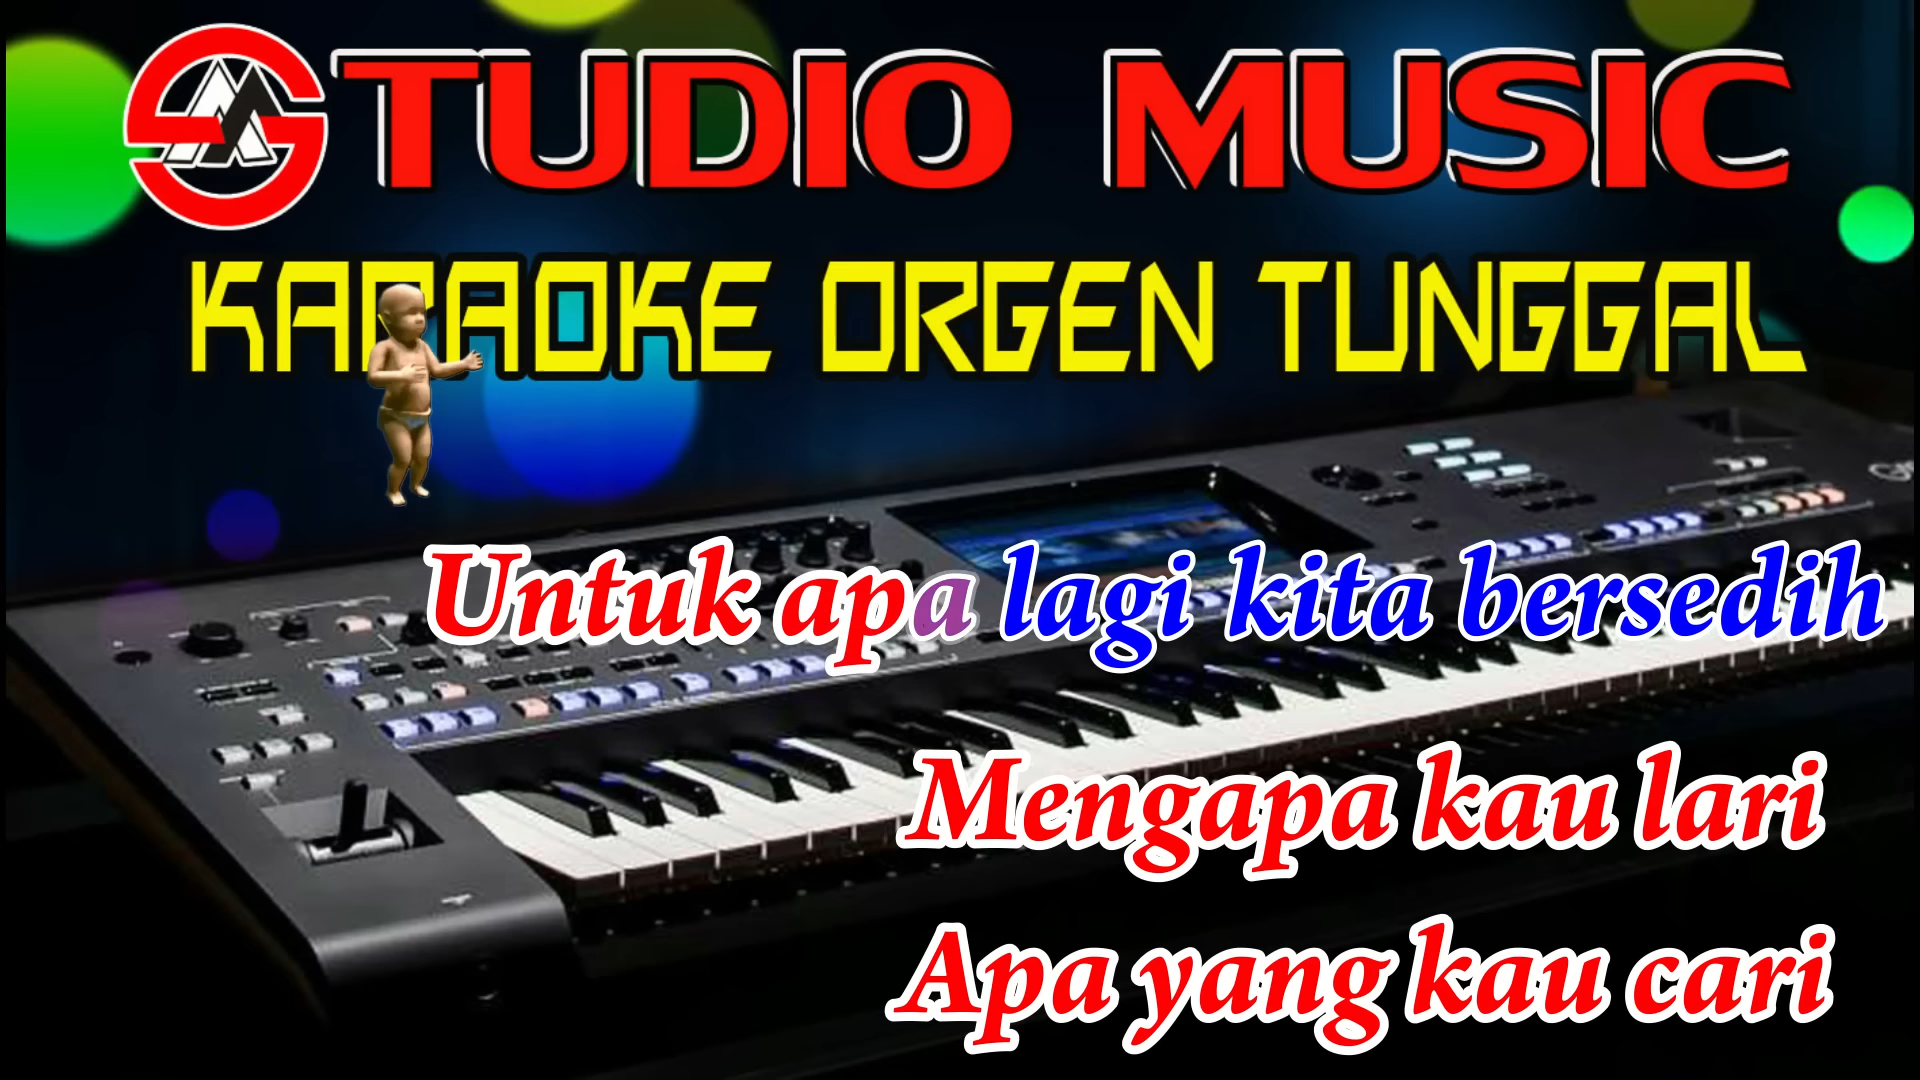 STUDIO MUSIC
KARAOKE ORGEN TUNGGAL
Untuk apa lagi kita bersedih
Mengapa kau lari
Apa yang kau cari